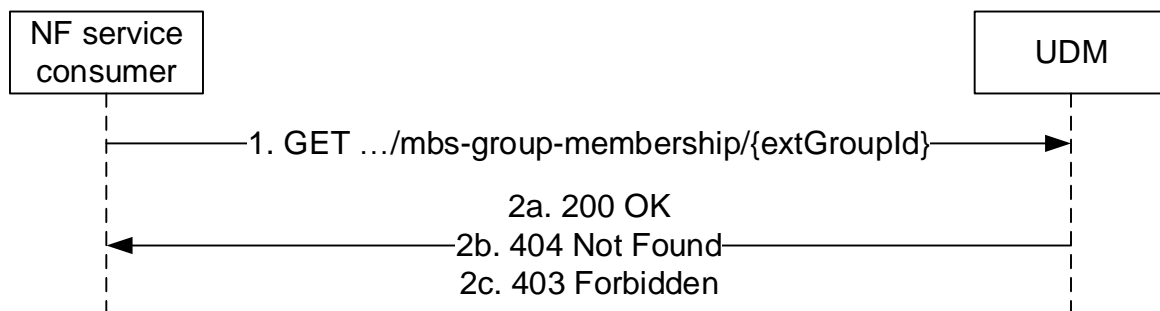 NF service
consumer
UDM
1. GET …/mbs-group-membership/{extGroupId}
2a. 200 OK
2b. 404 Not Found
2c. 403 Forbidden